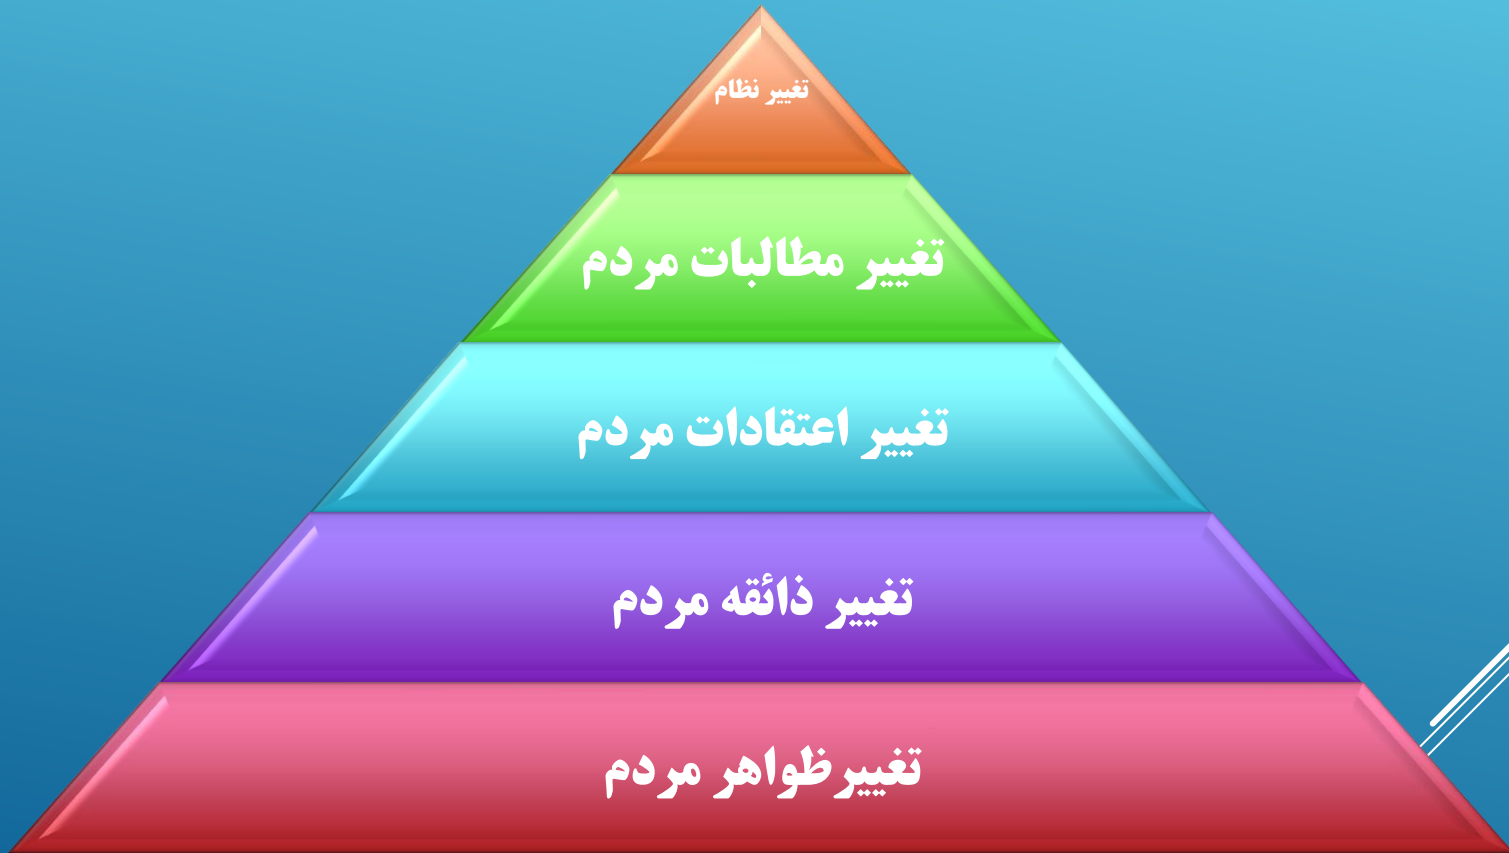 تغییر نظام
تغییر مطالبات مردم
تغییر اعتقادات مردم
تغییر ذائقه مردم
تغییرظواهر مردم